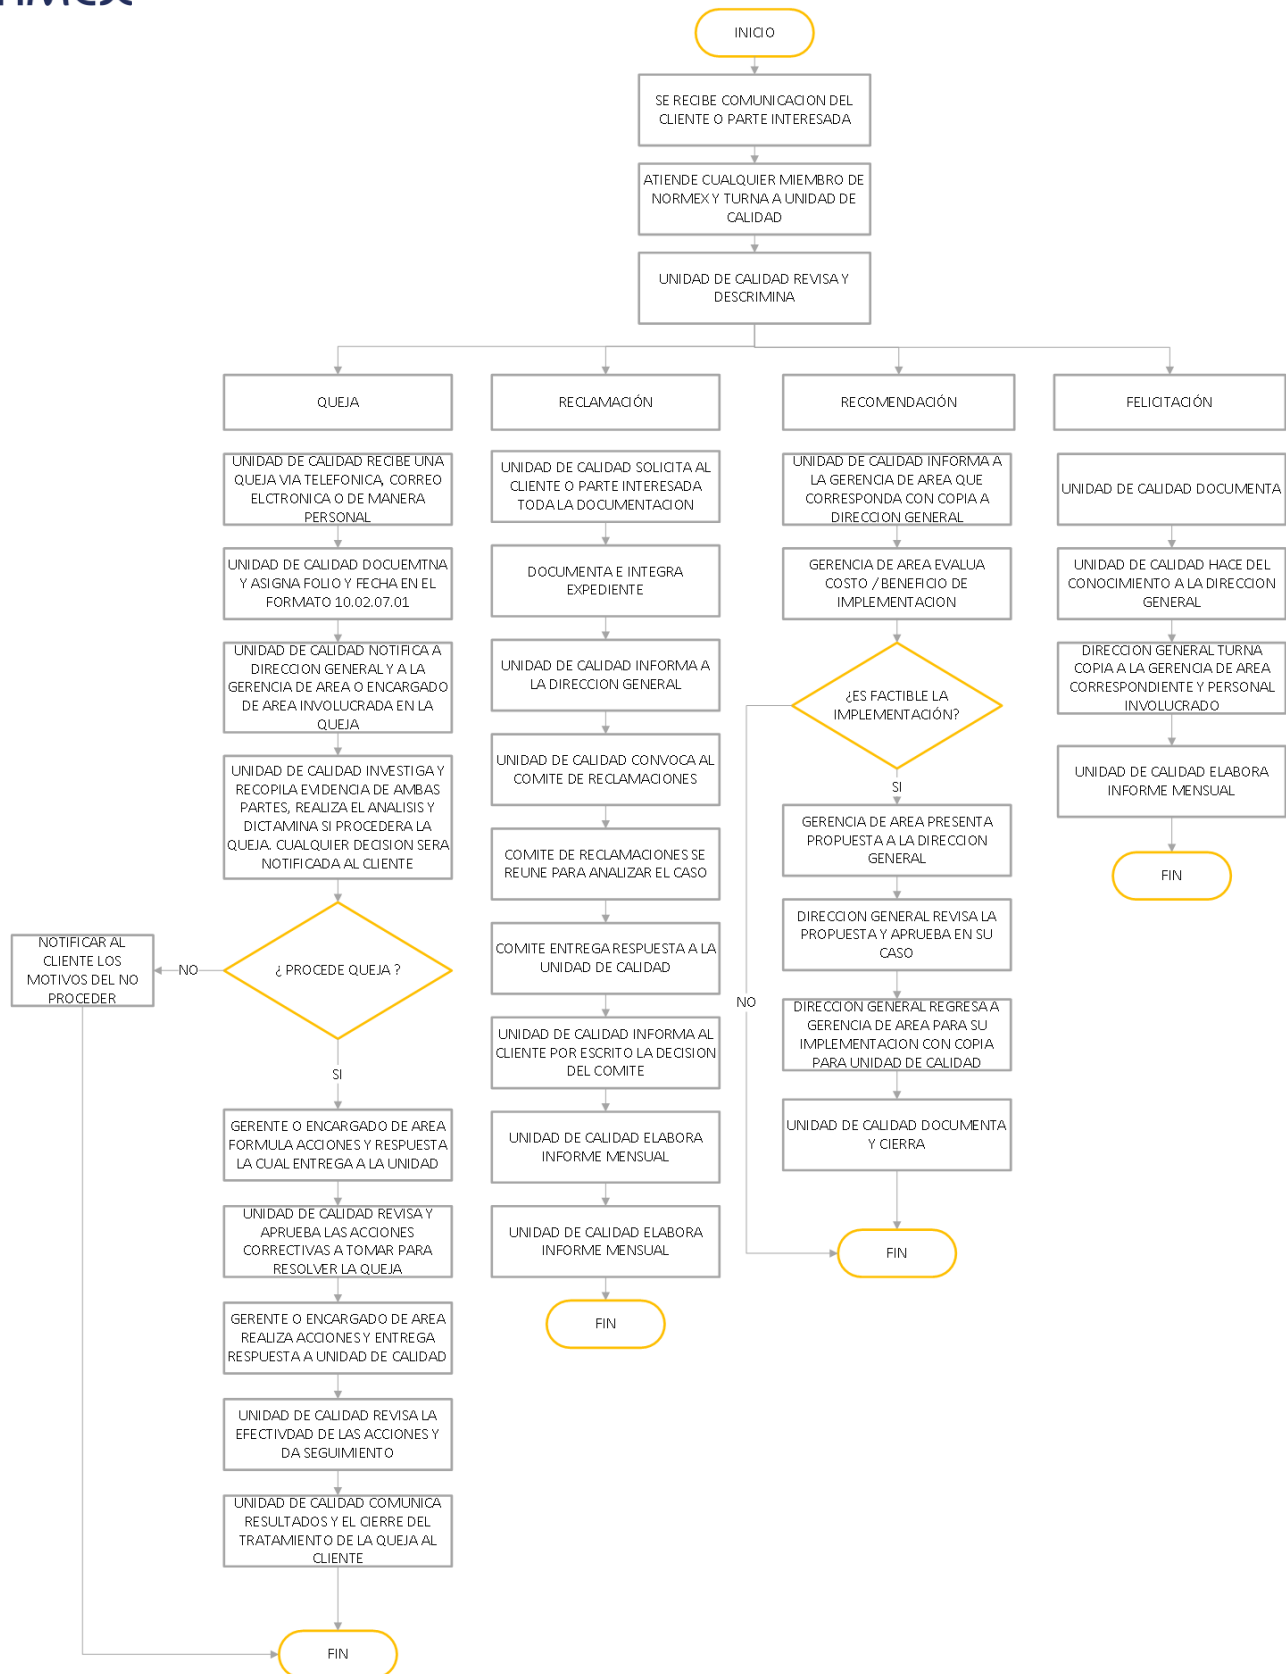 INICIO
SE RECIBE COMUNICACION DEL
CLIENTE O PARTE INTERESADA
ATIENDE CUALQUIER MIEMBRO DE
NORMEX Y TURNA A UNIDAD DE
CALIDAD
UNIDAD DE CALIDAD REVISA Y
DESCRIMINA
QUEJA
UNIDAD DE CALIDAD RECIBE UNA
QUEJA VIA TELEFONICA, CORREO
ELCTRONICA O DE MANERA
PERSONAL
UNIDAD DE CALIDAD DOCUEMTNA
Y ASIGNA FOLIO Y FECHA EN EL
FORMATO 10.02.07.01
UNIDAD DE CALIDAD NOTIFICA A
DIRECCION GENERAL Y A LA
GERENCIA DE AREA O ENCARGADO
DE AREA INVOLUCRADA EN LA
QUEJA
UNIDAD DE CALIDAD INVESTIGA Y
RECOPILA EVIDENCIA DE AMBAS
PARTES, REALIZA EL ANALISIS Y
DICTAMINA SI PROCEDERA LA
QUEJA. CUALQUIER DECISION SERA
NOTIFICADA AL CLIENTE
¿ PROCEDE QUEJA ?
NO
NOTIFICAR AL
CLIENTE LOS
MOTIVOS DEL NO
PROCEDER
SI
GERENTE O ENCARGADO DE AREA
FORMULA ACCIONES Y RESPUESTA
LA CUAL ENTREGA A LA UNIDAD
UNIDAD DE CALIDAD REVISA Y
APRUEBA LAS ACCIONES
CORRECTIVAS A TOMAR PARA
RESOLVER LA QUEJA
GERENTE O ENCARGADO DE AREA
REALIZA ACCIONES Y ENTREGA
RESPUESTA A UNIDAD DE CALIDAD
UNIDAD DE CALIDAD REVISA LA
EFECTIVDAD DE LAS ACCIONES Y
DA SEGUIMIENTO
UNIDAD DE CALIDAD COMUNICA
RESULTADOS Y EL CIERRE DEL
TRATAMIENTO DE LA QUEJA AL
CLIENTE
FIN
RECLAMACIÓN
UNIDAD DE CALIDAD SOLICITA AL
CLIENTE O PARTE INTERESADA
TODA LA DOCUMENTACION
DOCUMENTA E INTEGRA
EXPEDIENTE
UNIDAD DE CALIDAD INFORMA A
LA DIRECCION GENERAL
UNIDAD DE CALIDAD CONVOCA AL
COMITE DE RECLAMACIONES
COMITE DE RECLAMACIONES SE
REUNE PARA ANALIZAR EL CASO
COMITE ENTREGA RESPUESTA A LA
UNIDAD DE CALIDAD
UNIDAD DE CALIDAD INFORMA AL
CLIENTE POR ESCRITO LA DECISION
DEL COMITE
UNIDAD DE CALIDAD ELABORA
INFORME MENSUAL
UNIDAD DE CALIDAD ELABORA
INFORME MENSUAL
FIN
RECOMENDACIÓN
UNIDAD DE CALIDAD INFORMA A
LA GERENCIA DE AREA QUE
CORRESPONDA CON COPIA A
DIRECCION GENERAL
GERENCIA DE AREA EVALUA
COSTO / BENEFICIO DE
IMPLEMENTACION
¿ES FACTIBLE LA
IMPLEMENTACIÓN?
SI
NO
GERENCIA DE AREA PRESENTA
PROPUESTA A LA DIRECCION
GENERAL
DIRECCION GENERAL REVISA LA
PROPUESTA Y APRUEBA EN SU
CASO
DIRECCION GENERAL REGRESA A
GERENCIA DE AREA PARA SU
IMPLEMENTACION CON COPIA
PARA UNIDAD DE CALIDAD
UNIDAD DE CALIDAD DOCUMENTA
Y CIERRA
FIN
FELICITACIÓN
UNIDAD DE CALIDAD DOCUMENTA
UNIDAD DE CALIDAD HACE DEL
CONOCIMIENTO A LA DIRECCION
GENERAL
DIRECCION GENERAL TURNA
COPIA A LA GERENCIA DE AREA
CORRESPONDIENTE Y PERSONAL
INVOLUCRADO
UNIDAD DE CALIDAD ELABORA
INFORME MENSUAL
FIN